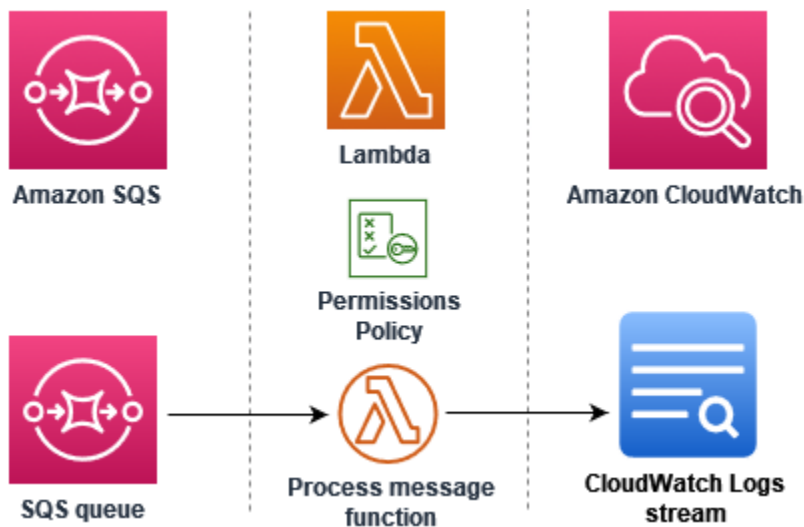 Amazon SQS
Lambda
Amazon CloudWatch
Permissions
Policy
SQS queue
Process message
function
CloudWatch Logs
stream